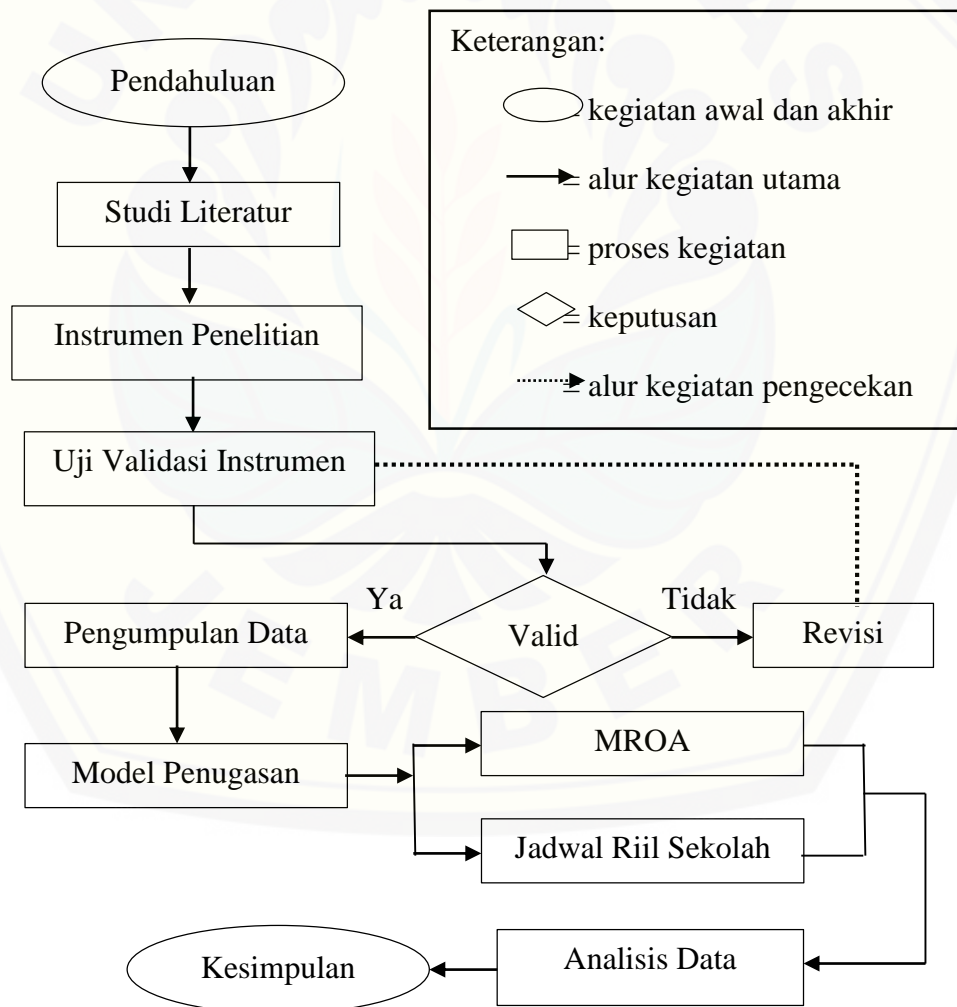 Pendahuluan
Studi Literatur
Instrumen Penelitian
Uji Validasi Instrumen
Keterangan:
= kegiatan awal dan akhir
= alur kegiatan utama
= proses kegiatan
= keputusan
= alur kegiatan pengecekan
Ya
Tidak
Pengumpulan Data
Valid
Revisi
Model Penugasan
MROA
Jadwal Riil Sekolah
Analisis Data
Kesimpulan
JEMBER